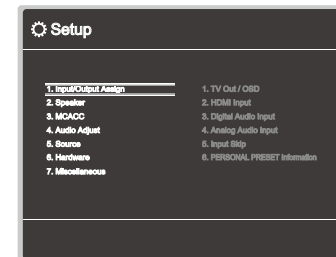 Setup
1. Input/Output Assign
2. Speaker
3. MCACC
4. Audio Adjust
5. Source
6. Hardware
7. Miscellaneous
1. TV Out / OSD
2. HDMI Input
3. Digital Audio Input
4. Analog Audio Input
5. Input Skip
6. PERSONAL PRESET Information